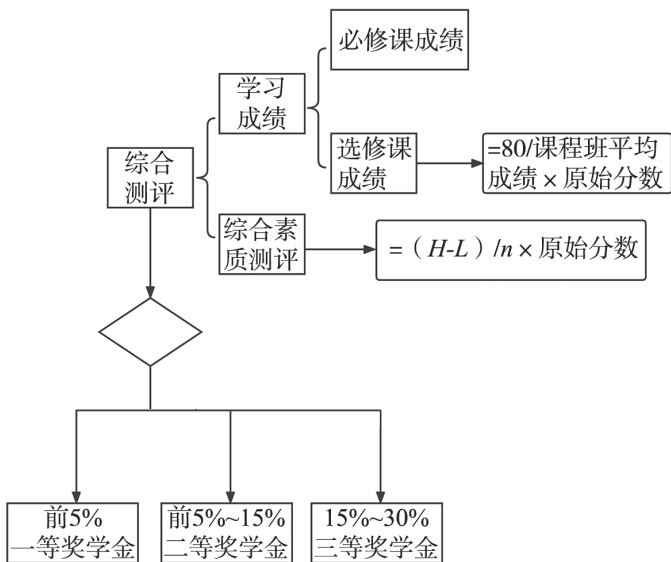 必修课成绩
学习
成绩
选修课
成绩
=80/课程班平均
成绩×原始分数
综合
测评
综合素
质测评
=(H-L)/n×原始分数
前5%
一等奖学金
前5%~15%
二等奖学金
15%~30%
三等奖学金